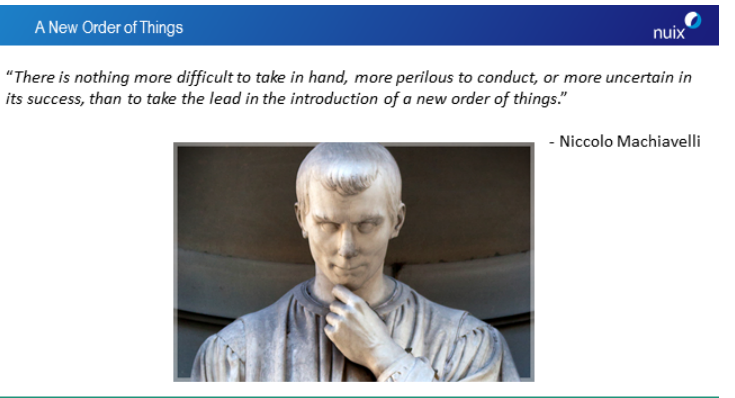 A New Order of Things
nuix
“There is nothing more difficult to take in hand, more perilous to conduct, or more uncertain in
its success, than to take the lead in the introduction of a new order of things.”
- Niccolo Machiavelli